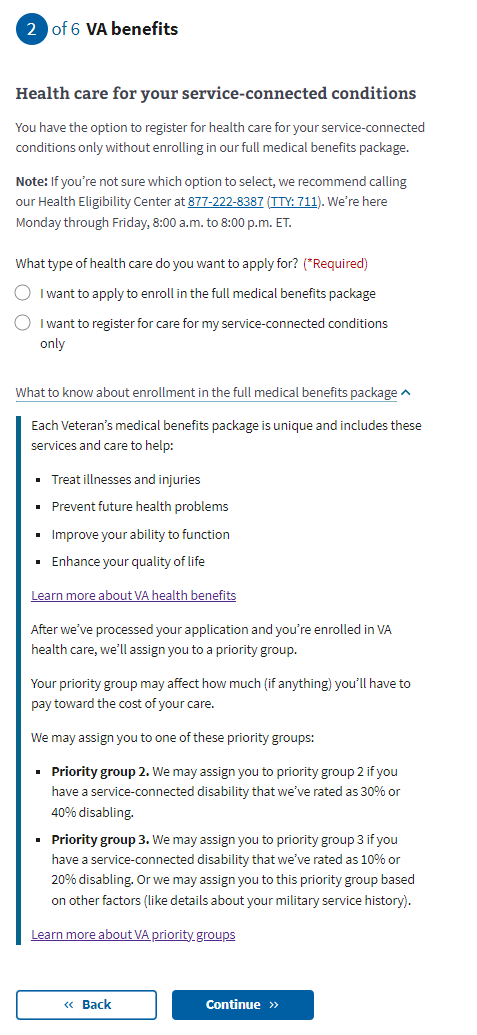 2 of 6 VA benefits
Health care for your service-connected conditions
You have the option to register for health care for your service-connected
conditions only without enrolling in our full medical benefits package.
Note: If you’re not sure which option to select, we recommend calling
our Health Eligibility Center at 877-222-8387 (TTY: 711). We’re here
Monday through Friday, 8:00 a.m. to 8:00 p.m. ET.
What type of health care do you want to apply for? (*Required)
I want to apply to enroll in the full medical benefits package
I want to register for care for my service-connected conditions
only
What to know about enrollment in the full medical benefits package
Each Veteran’s medical benefits package is unique and includes these
services and care to help:
▪ Treat illnesses and injuries
▪ Prevent future health problems
▪ Improve your ability to function
▪ Enhance your quality of life
Learn more about VA health benefits
After we’ve processed your application and you’re enrolled in VA
health care, we’ll assign you to a priority group.
Your priority group may affect how much (if anything) you’ll have to
pay toward the cost of your care.
We may assign you to one of these priority groups:
▪ Priority group 2. We may assign you to priority group 2 if you
have a service-connected disability that we’ve rated as 30% or
40% disabling.
▪ Priority group 3. We may assign you to priority group 3 if you
have a service-connected disability that we’ve rated as 10% or
20% disabling. Or we may assign you to this priority group based
on other factors (like details about your military service history).
Learn more about VA priority groups
« Back
Continue »